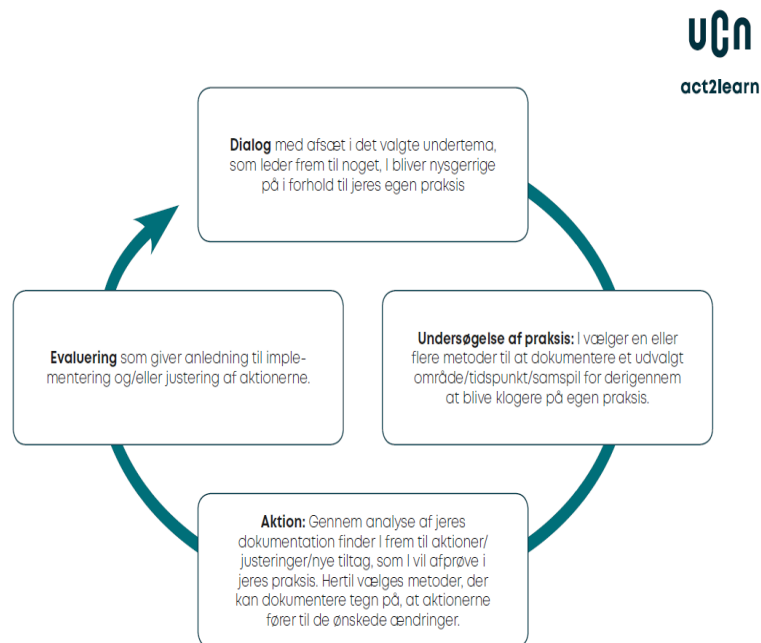 ucn
act2learn
Dialog med afsæt i det valgte undertema,
som leder frem til noget, I bliver nysgerrige
på i forhold til jeres egen praksis
Undersøgelse af praksis: I vælger en eller
flere metoder til at dokumentere et udvalgt
område/tidspunkt/samspil for derigennem
at blive klogere på egen praksis.
Aktion: Gennem analyse af jeres
dokumentation finder I frem til aktioner/
justeringer/nye tiltag, som I vil afprøve i
jeres praksis. Hertil vælges metoder, der
kan dokumentere tegn på, at aktionerne
fører til de ønskede ændringer.
Evaluering som giver anledning til imple-
mentering og/eller justering af aktionerne.